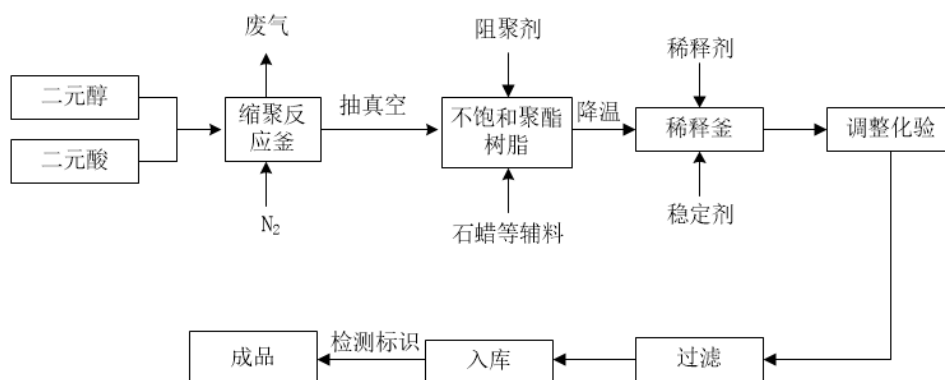 废气
阻聚剂
稀释剂
二元醇
二元酸
缩聚反
应釜
抽真空
不饱和聚酯
树脂
降温
稀释釜
调整化验
N₂
石蜡等辅料
稳定剂
成品
检测标识
入库
过滤